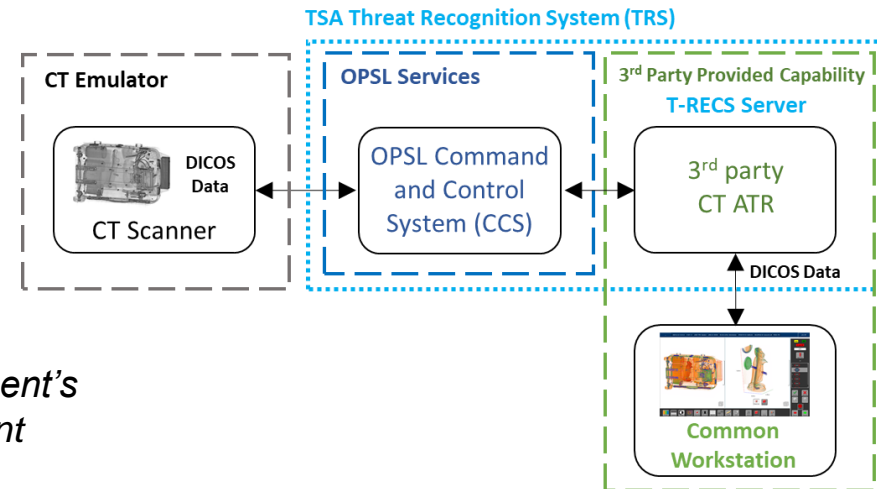 TSA Threat Recognition System (TRS)
CT Emulator
DICOS
Data
CT Scanner
OPSL Services
OPSL Command
and Control
System (CCS)
3rd Party Provided Capability
T-RECS Server
3rd party
CT ATR
DICOS Data
Common
Workstation
ent’s
nt